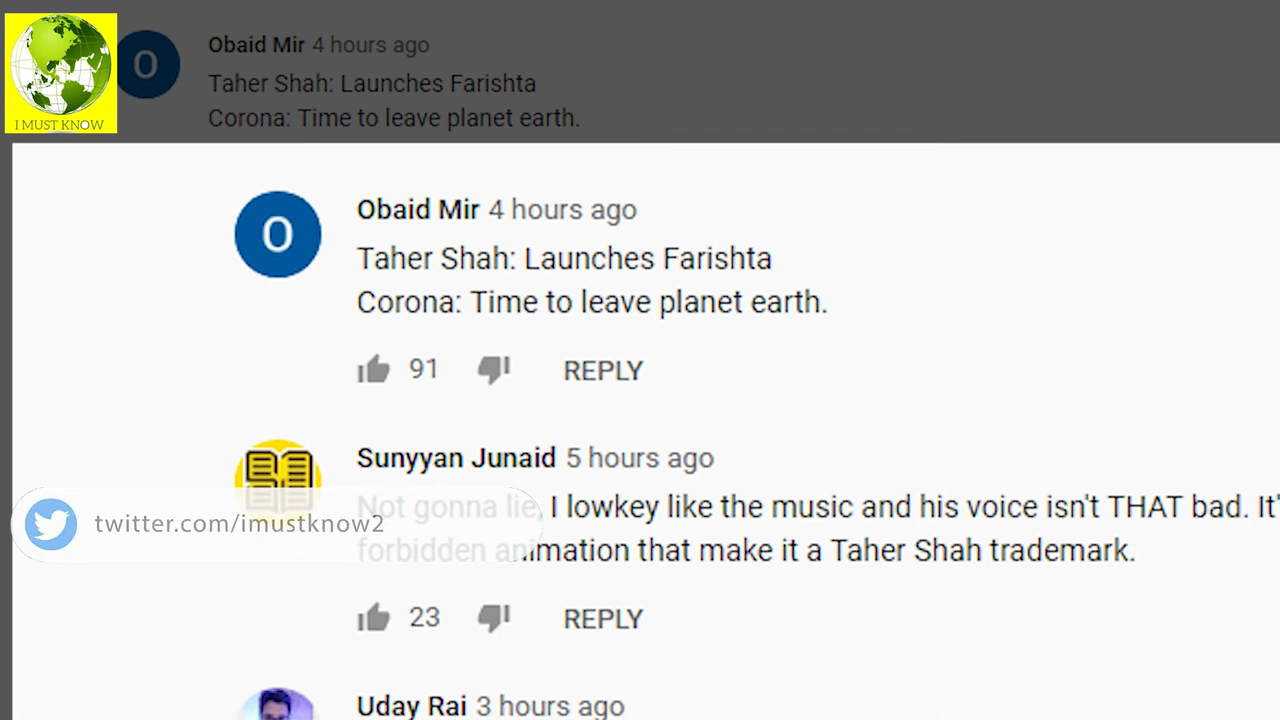 Obaid Mir 4 hours ago
Taher Shah: Launches Farishta
Corona: Time to leave planet earth.
I MUST KNOW
O
Obaid Mir 4 hours ago
O
Taher Shah: Launches Farishta
Corona: Time to leave planet earth.
91 REPLY
Sunyyan Junaid 5 hours ago
Not gonna lie, I lowkey like the music and his voice isn't THAT bad. It'
twitter.com/imustknow2
forbidden animation that make it a Taher Shah trademark.
23 REPLY
Uday Rai 3 hours ago